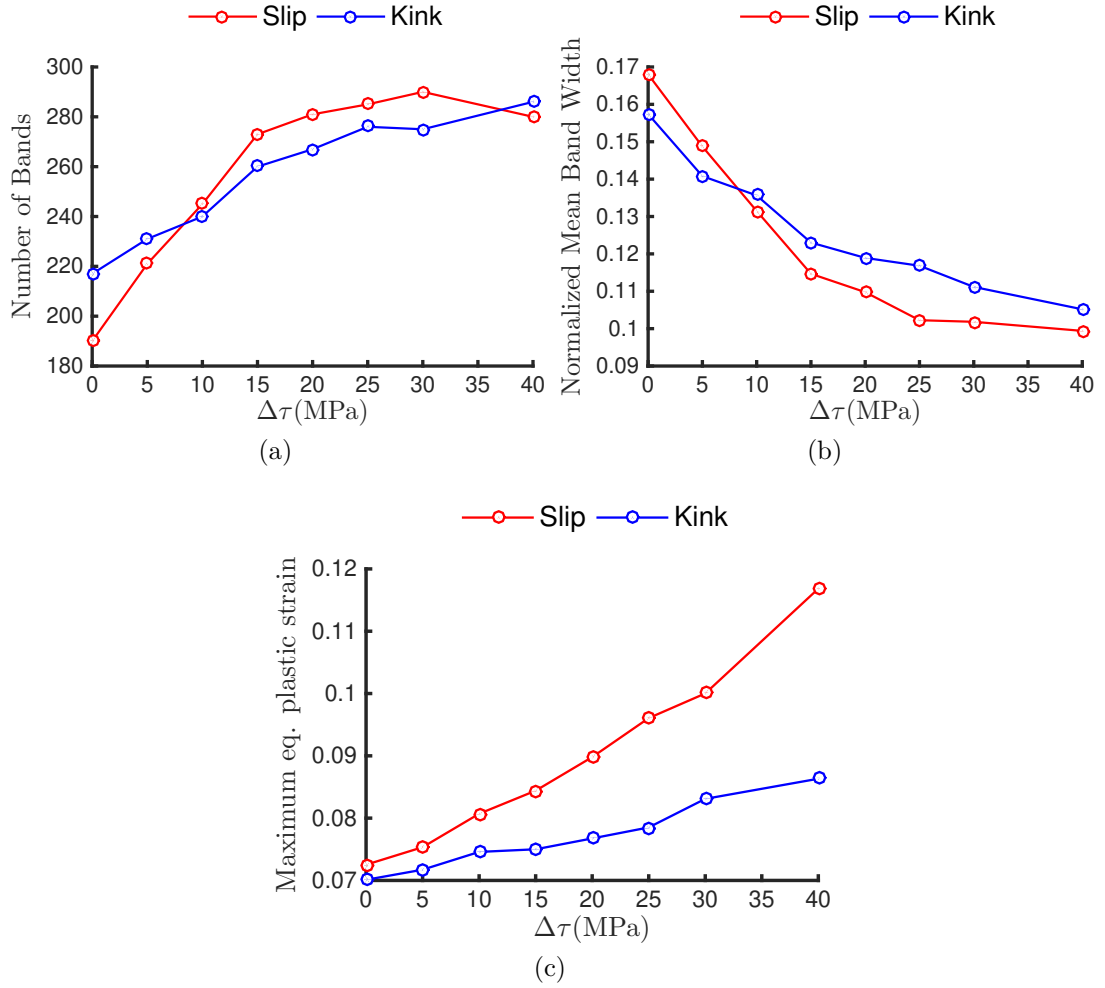 Slip Kink
Number of Bands
300
280
260
240
220
200
180
0 5 10 15 20 25 30 35 40
Δτ(MPa)
(a)
Slip Kink
Normalized Mean Band Width
0.17
0.16
0.15
0.14
0.13
0.12
0.11
0.1
0.09
0 5 10 15 20 25 30 35 40
Δτ(MPa)
(b)
Slip Kink
Maximum eq. plastic strain
0.12
0.11
0.1
0.09
0.08
0.07
0 5 10 15 20 25 30 35 40
Δτ(MPa)
(c)